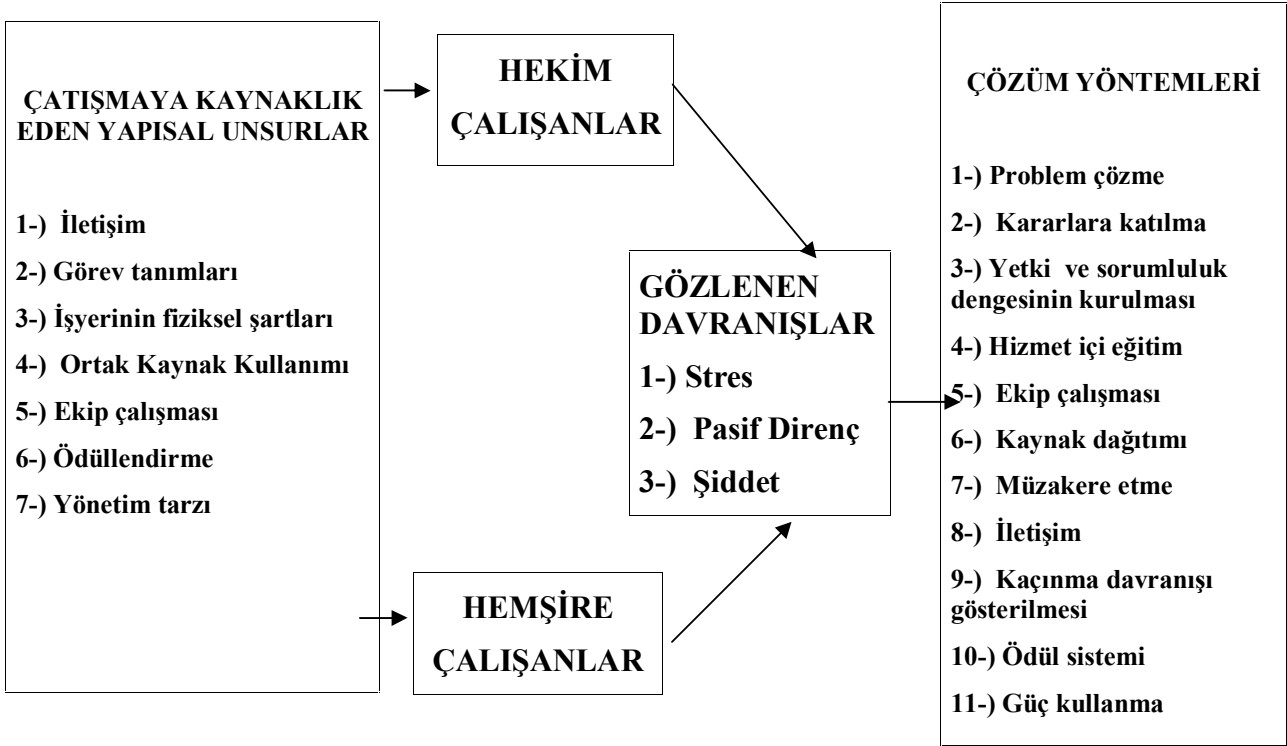 ÇATIŞMAYA KAYNAKLIK
EDEN YAPISAL UNSURLAR
1-) İletişim
2-) Görev tanımları
3-) İşyerinin fiziksel şartları
4-) Ortak Kaynak Kullanımı
5-) Ekip çalışması
6-) Ödüllendirme
7-) Yönetim tarzı
HEKİM
ÇALIŞANLAR
HEMŞİRE
ÇALIŞANLAR
GÖZLENEN
DAVRANIŞLAR
1-) Stres
2-) Pasif Direnç
3-) Şiddet
ÇÖZÜM YÖNTEMLERİ
1-) Problem çözme
2-) Kararlara katılma
3-) Yetki ve sorumluluk
dengesinin kurulması
4-) Hizmet içi eğitim
5-) Ekip çalışması
6-) Kaynak dağıtımı
7-) Müzakere etme
8-) İletişim
9-) Kaçınma davranışı
gösterilmesi
10-) Ödül sistemi
11-) Güç kullanma